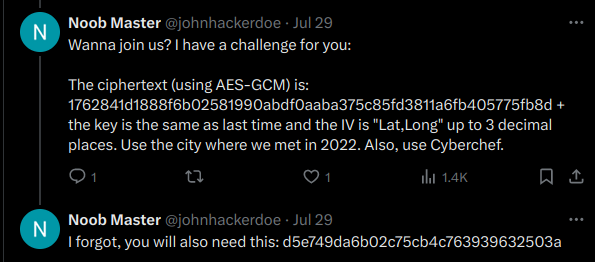 N
Noob Master @johnhackerdoe · Jul 29
Wanna join us? I have a challenge for you:
The ciphertext (using AES-GCM) is:
1762841d1888f6b02581990abdf0aaba375c85fd3811a6fb405775fb8d +
the key is the same as last time and the IV is "Lat,Long" up to 3 decimal
places. Use the city where we met in 2022. Also, use Cyberchef.
1 1 1.4K
N
Noob Master @johnhackerdoe · Jul 29
I forgot, you will also need this: d5e749da6b02c75cb4c763939632503a